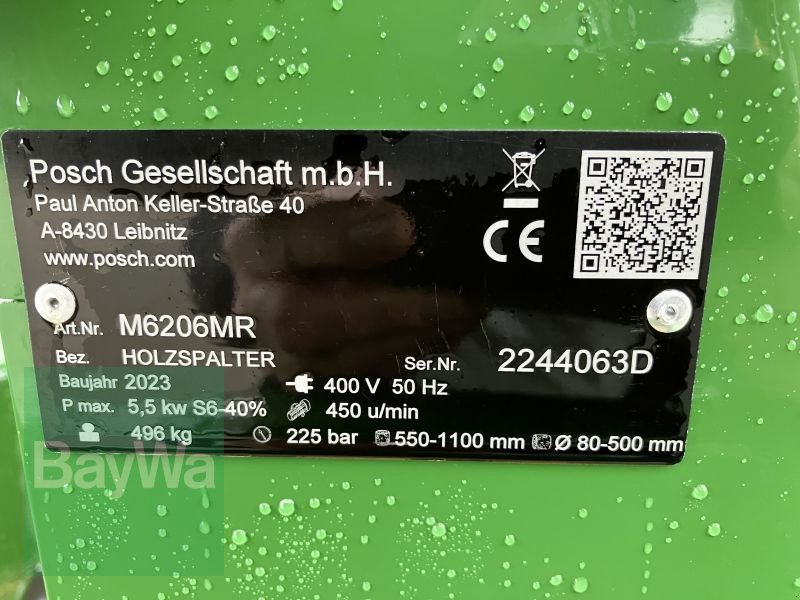 Posch Gesellschaft m.b.H.
Paul Anton Keller-Straße 40
A-8430 Leibnitz
www.posch.com
CE
Art.Nr. M6206MR
Bez. HOLZSPALTER Ser.Nr. 2244063D
Baujahr 2023 400 V 50 Hz
P max. 5,5 kw S6-40% 450 u/min
496 kg 225 bar 550-1100 mm Ø 80-500 mm
BayWa